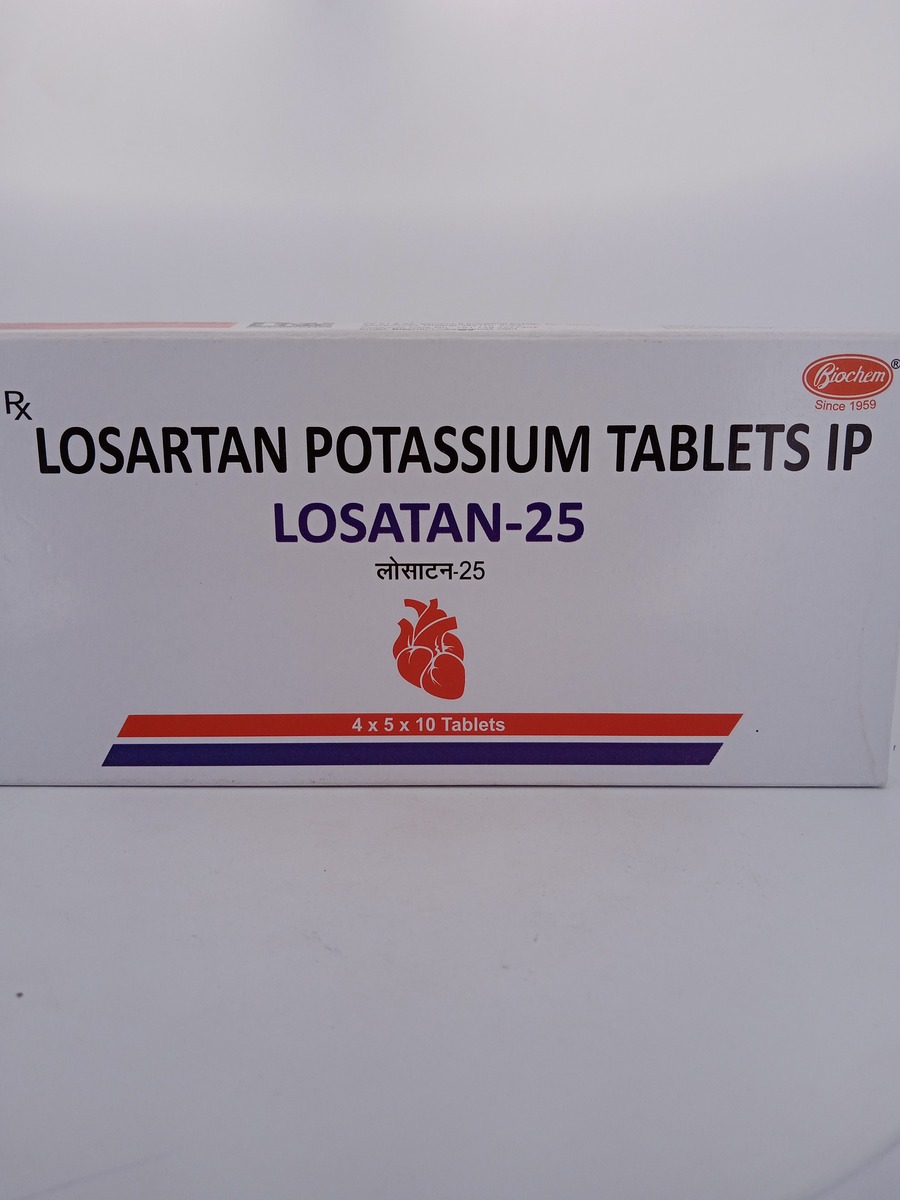 Biochem®
Since 1959
Rx
LOSARTAN POTASSIUM TABLETS IP
LOSATAN-25
लोसाटन-25
4 x 5 x 10 Tablets